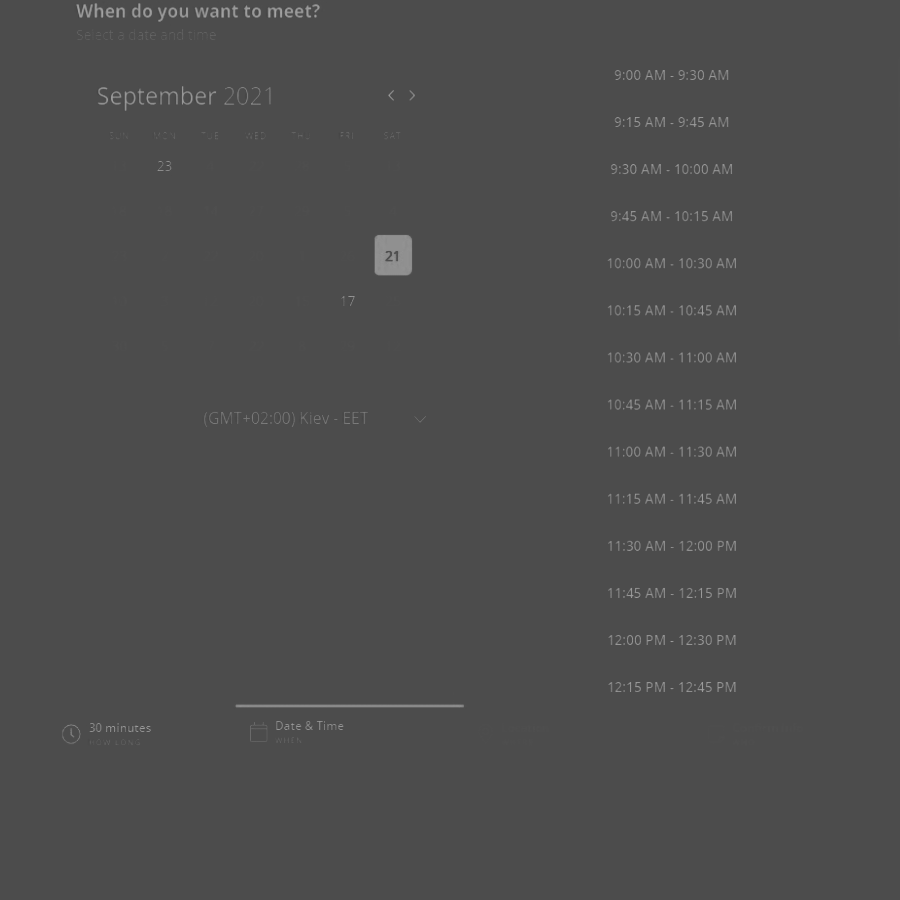 When do you want to meet?
Select a date and time
September 2021
SUN MON TUE WED THU FRI SAT
23
21
17
(GMT+02:00) Kiev - EET
9:00 AM - 9:30 AM
9:15 AM - 9:45 AM
9:30 AM - 10:00 AM
9:45 AM - 10:15 AM
10:00 AM - 10:30 AM
10:15 AM - 10:45 AM
10:30 AM - 11:00 AM
10:45 AM - 11:15 AM
11:00 AM - 11:30 AM
11:15 AM - 11:45 AM
11:30 AM - 12:00 PM
11:45 AM - 12:15 PM
12:00 PM - 12:30 PM
12:15 PM - 12:45 PM
30 minutes
HOW LONG
Date & Time
WHEN